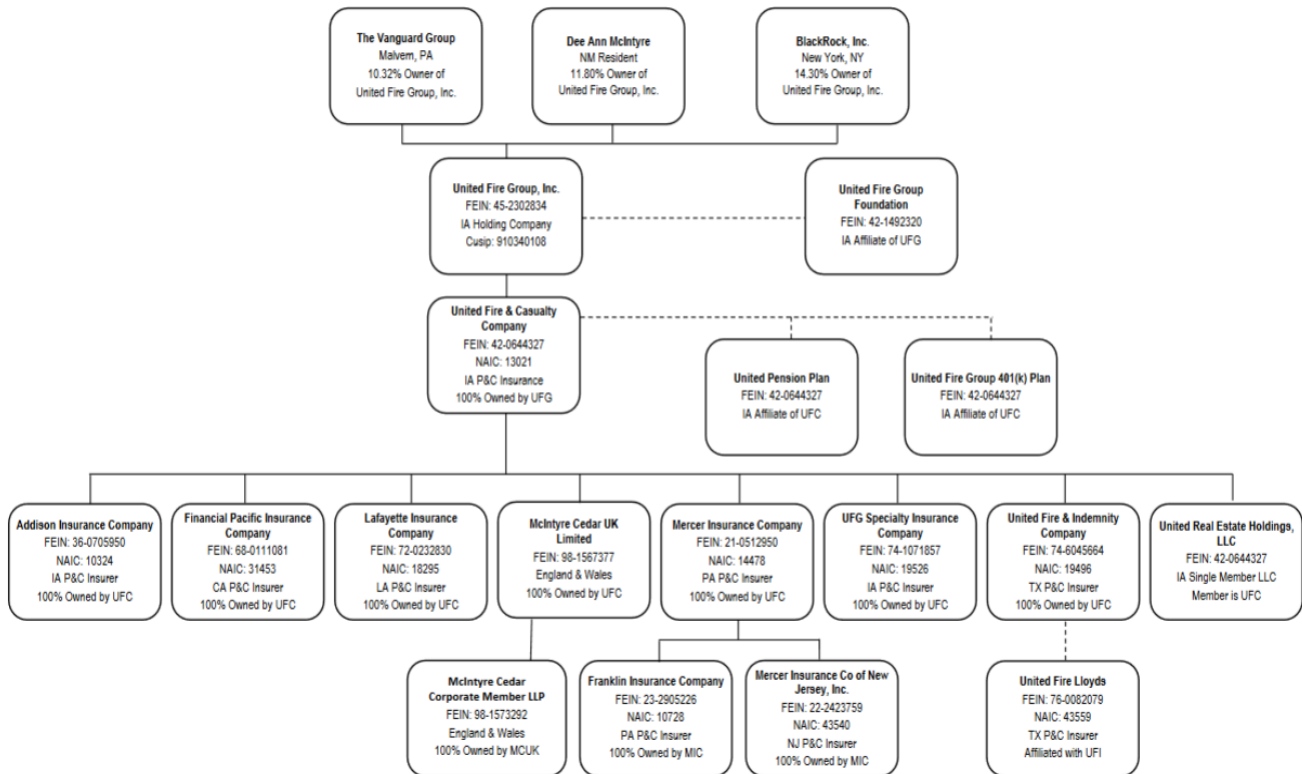 The Vanguard Group
Malvern, PA
10.32% Owner of
United Fire Group, Inc.
Dee Ann McIntyre
NM Resident
11.80% Owner of
United Fire Group, Inc.
BlackRock, Inc.
New York, NY
14.30% Owner of
United Fire Group, Inc.
United Fire Group, Inc.
FEIN: 45-2302834
IA Holding Company
Cusip: 910340108
United Fire Group
Foundation
FEIN: 42-1492320
IA Affiliate of UFG
United Fire & Casualty
Company
FEIN: 42-0644327
NAIC: 13021
IA P&C Insurance
100% Owned by UFG
United Pension Plan
FEIN: 42-0644327
IA Affiliate of UFC
United Fire Group 401(k) Plan
FEIN: 42-0644327
IA Affiliate of UFC
Addison Insurance Company
FEIN: 36-0705950
NAIC: 10324
IA P&C Insurer
100% Owned by UFC
Financial Pacific Insurance
Company
FEIN: 68-0111081
NAIC: 31453
CA P&C Insurer
100% Owned by UFC
Lafayette Insurance
Company
FEIN: 72-0232830
NAIC: 18295
LA P&C Insurer
100% Owned by UFC
McIntyre Cedar UK
Limited
FEIN: 98-1567377
England & Wales
100% Owned by UFC
Mercer Insurance Company
FEIN: 21-0512950
NAIC: 14478
PA P&C Insurer
100% Owned by UFC
UFG Specialty Insurance
Company
FEIN: 74-1071857
NAIC: 19526
IA P&C Insurer
100% Owned by UFC
United Fire & Indemnity
Company
FEIN: 74-6045664
NAIC: 19496
TX P&C Insurer
100% Owned by UFC
United Real Estate Holdings,
LLC
FEIN: 42-0644327
IA Single Member LLC
Member is UFC
McIntyre Cedar
Corporate Member LLP
FEIN: 98-1573292
England & Wales
100% Owned by MCUK
Franklin Insurance Company
FEIN: 23-2905226
NAIC: 10728
PA P&C Insurer
100% Owned by MIC
Mercer Insurance Co of New
Jersey, Inc.
FEIN: 22-2423759
NAIC: 43540
NJ P&C Insurer
100% Owned by MIC
United Fire Lloyds
FEIN: 76-0082079
NAIC: 43559
TX P&C Insurer
Affiliated with UFI